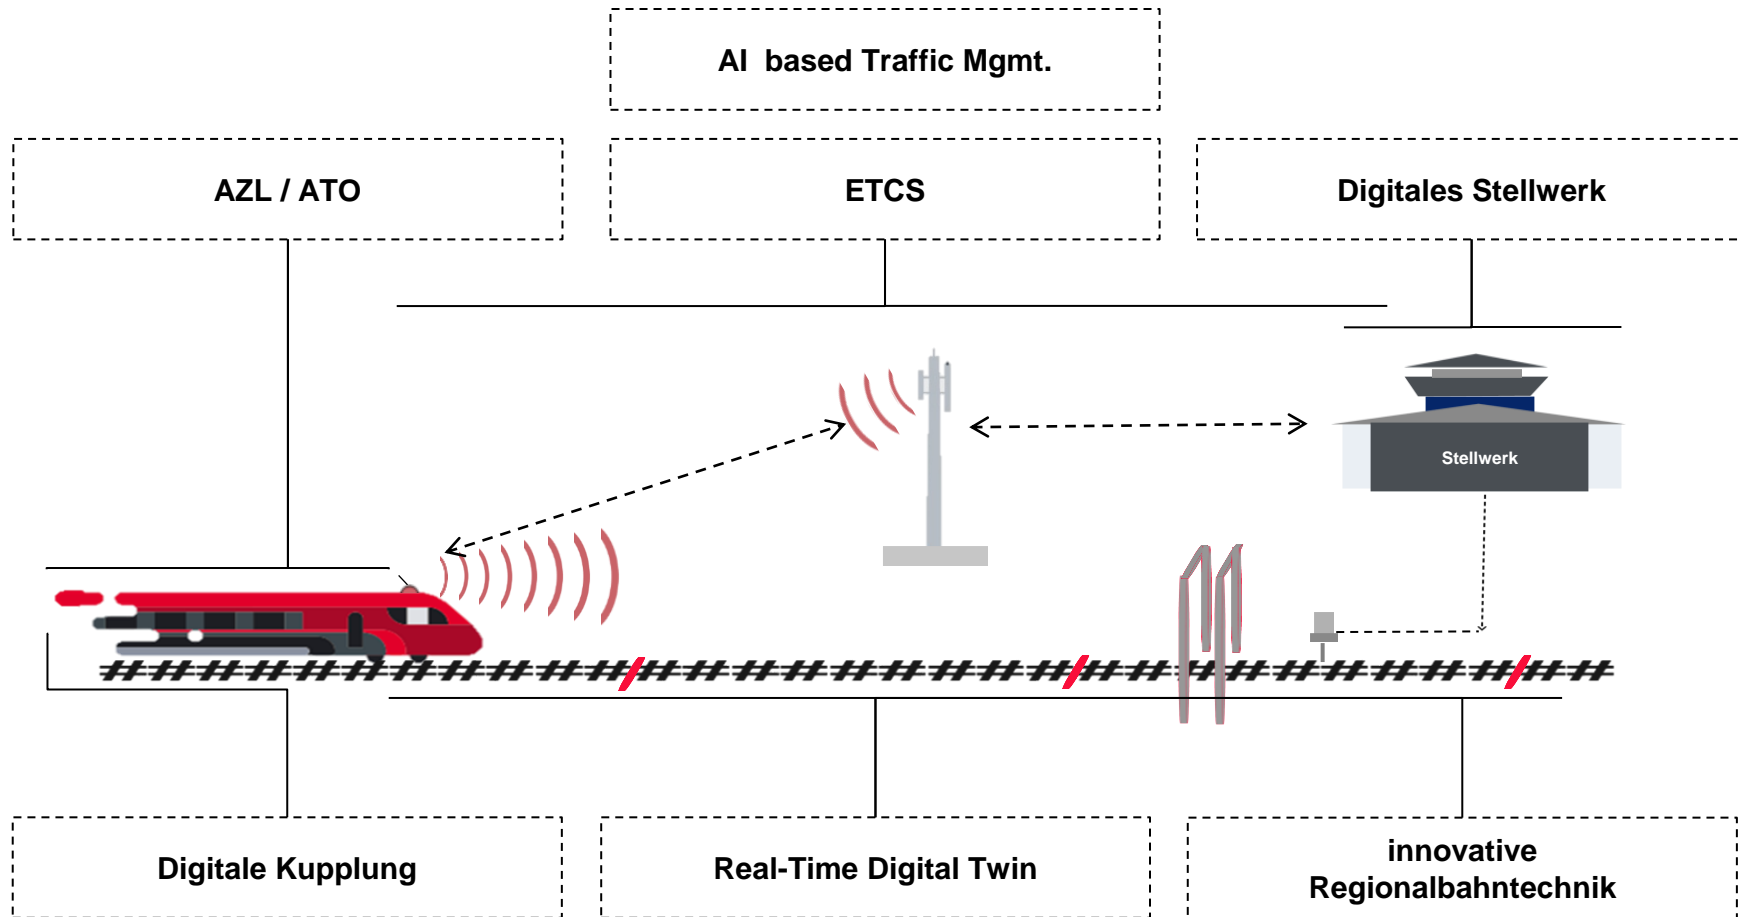 AI based Traffic Mgmt.
AZL / ATO
ETCS
Digitales Stellwerk
Stellwerk
Digitale Kupplung
Real-Time Digital Twin
innovative
Regionalbahntechnik